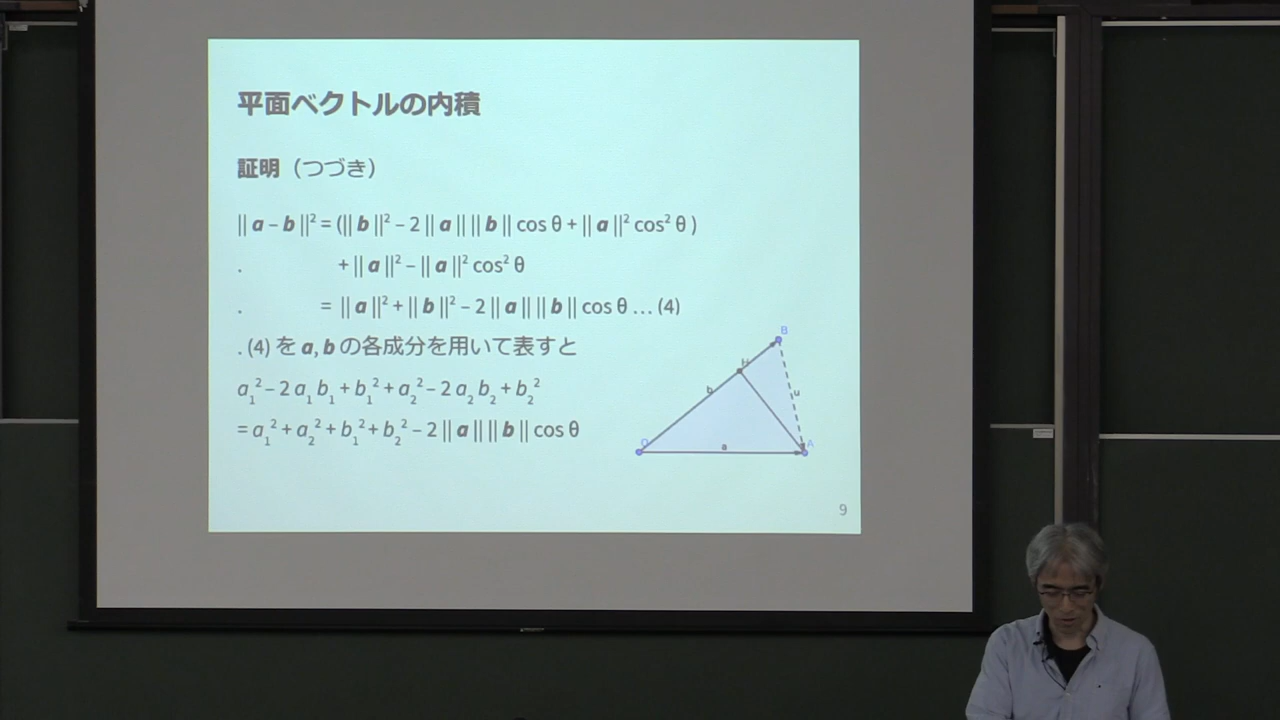 平面ベクトルの内積
証明（つづき）
|| a – b ||² = (|| b ||² – 2 || a || || b || cos θ + || a ||² cos² θ )
. + || a ||² – || a ||² cos² θ
. = || a ||² + || b ||² – 2 || a || || b || cos θ … (4)
. (4) を a, b の各成分を用いて表すと
a₁² – 2 a₁ b₁ + b₁² + a₂² – 2 a₂ b₂ + b₂²
= a₁² + a₂² + b₁² + b₂² – 2 || a || || b || cos θ
B
H
b
u
O
a
A
9